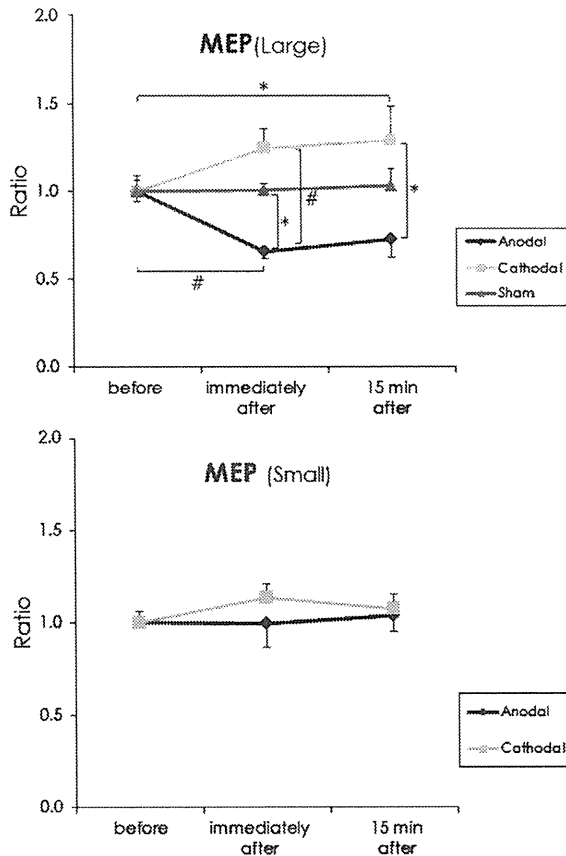 MEP (Large)
2.0
1.5
1.0
0.5
0.0
Ratio
*
#
*
*
#
before
immediately after
15 min after
Anodal
Cathodal
Sham
MEP (Small)
2.0
1.5
1.0
0.5
0.0
Ratio
before
immediately after
15 min after
Anodal
Cathodal